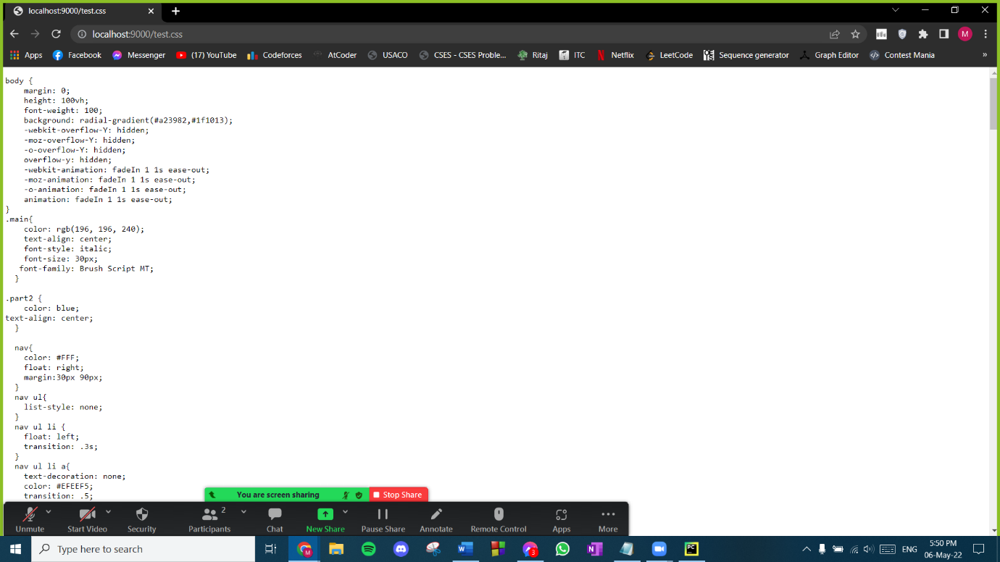 localhost:9000/test.css
localhost:9000/test.css
M
Apps Facebook Messenger (17) YouTube Codeforces AtCoder USACO CSES - CSES Proble... Ritaj ITC Netflix LeetCode Sequence generator Graph Editor Contest Mania »
body {
margin: 0;
height: 100vh;
font-weight: 100;
background: radial-gradient(#a23982,#1f1013);
-webkit-overflow-Y: hidden;
-moz-overflow-Y: hidden;
-o-overflow-Y: hidden;
overflow-y: hidden;
-webkit-animation: fadeIn 1 1s ease-out;
-moz-animation: fadeIn 1 1s ease-out;
-o-animation: fadeIn 1 1s ease-out;
animation: fadeIn 1 1s ease-out;
}
.main{
color: rgb(196, 196, 240);
text-align: center;
font-style: italic;
font-size: 30px;
font-family: Brush Script MT;
}
.part2 {
color: blue;
text-align: center;
}
nav{
color: #FFF;
float: right;
margin:30px 90px;
}
nav ul{
list-style: none;
}
nav ul li {
float: left;
transition: .3s;
}
nav ul li a{
text-decoration: none;
color: #EFEEF5;
transition: .5;
You are screen sharing Stop Share
Unmute Start Video Security Participants 2 Chat New Share Pause Share Annotate Remote Control Apps More
Type here to search
M
3
PC
ENG
5:50 PM
06-May-22